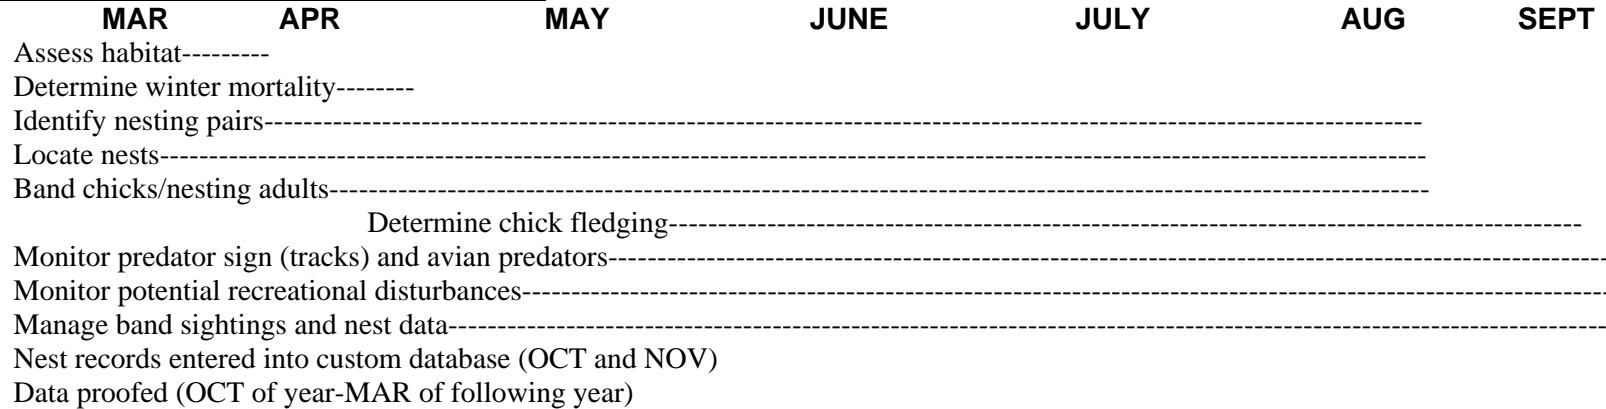 MAR APR MAY JUNE JULY AUG SEPT
Assess habitat---------
Determine winter mortality--------
Identify nesting pairs---------------------------------------------------------------------------------------------------------------------
Locate nests--------------------------------------------------------------------------------------------------------------------------------
Band chicks/nesting adults---------------------------------------------------------------------------------------------------------------
Determine chick fledging--------------------------------------------------------------------------------------------
Monitor predator sign (tracks) and avian predators-----------------------------------------------------------------------------------------------------
Monitor potential recreational disturbances--------------------------------------------------------------------------------------------------------------
Manage band sightings and nest data---------------------------------------------------------------------------------------------------------------------
Nest records entered into custom database (OCT and NOV)
Data proofed (OCT of year-MAR of following year)